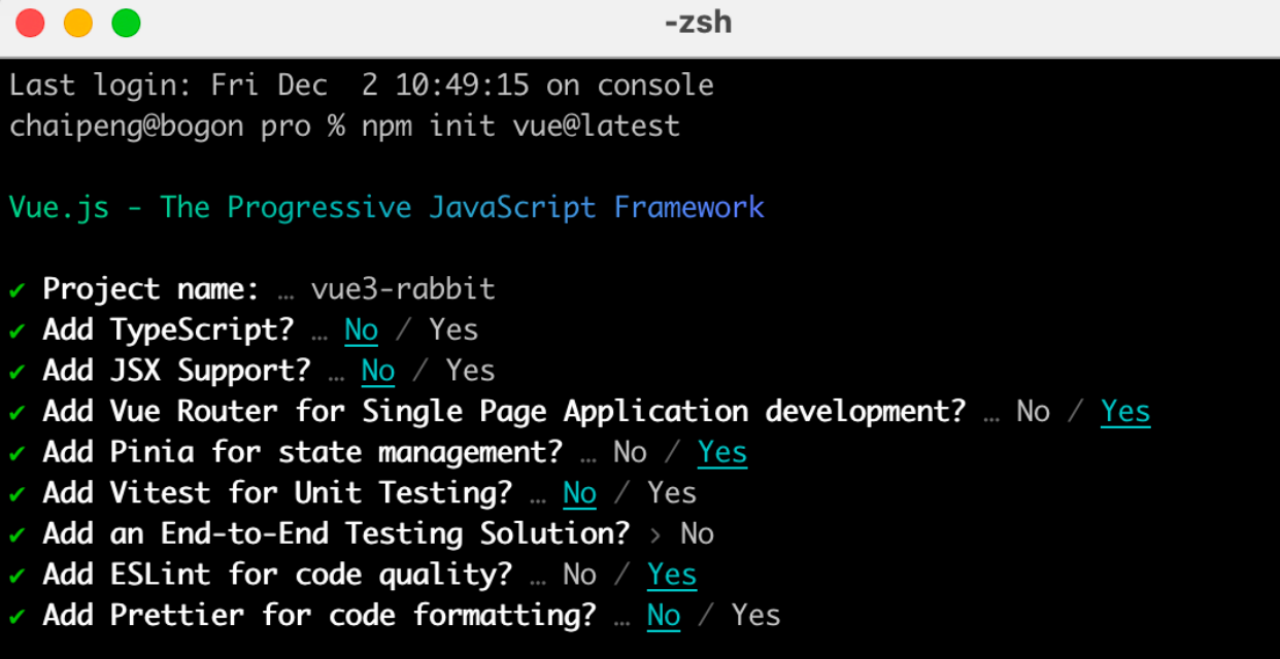 -zsh
Last login: Fri Dec  2 10:49:15 on console
chaipeng@bogon pro % npm init vue@latest
Vue.js - The Progressive JavaScript Framework
✔ Project name: … vue3-rabbit
✔ Add TypeScript? … No / Yes
✔ Add JSX Support? … No / Yes
✔ Add Vue Router for Single Page Application development? … No / Yes
✔ Add Pinia for state management? … No / Yes
✔ Add Vitest for Unit Testing? … No / Yes
✔ Add an End-to-End Testing Solution? › No
✔ Add ESLint for code quality? … No / Yes
✔ Add Prettier for code formatting? … No / Yes